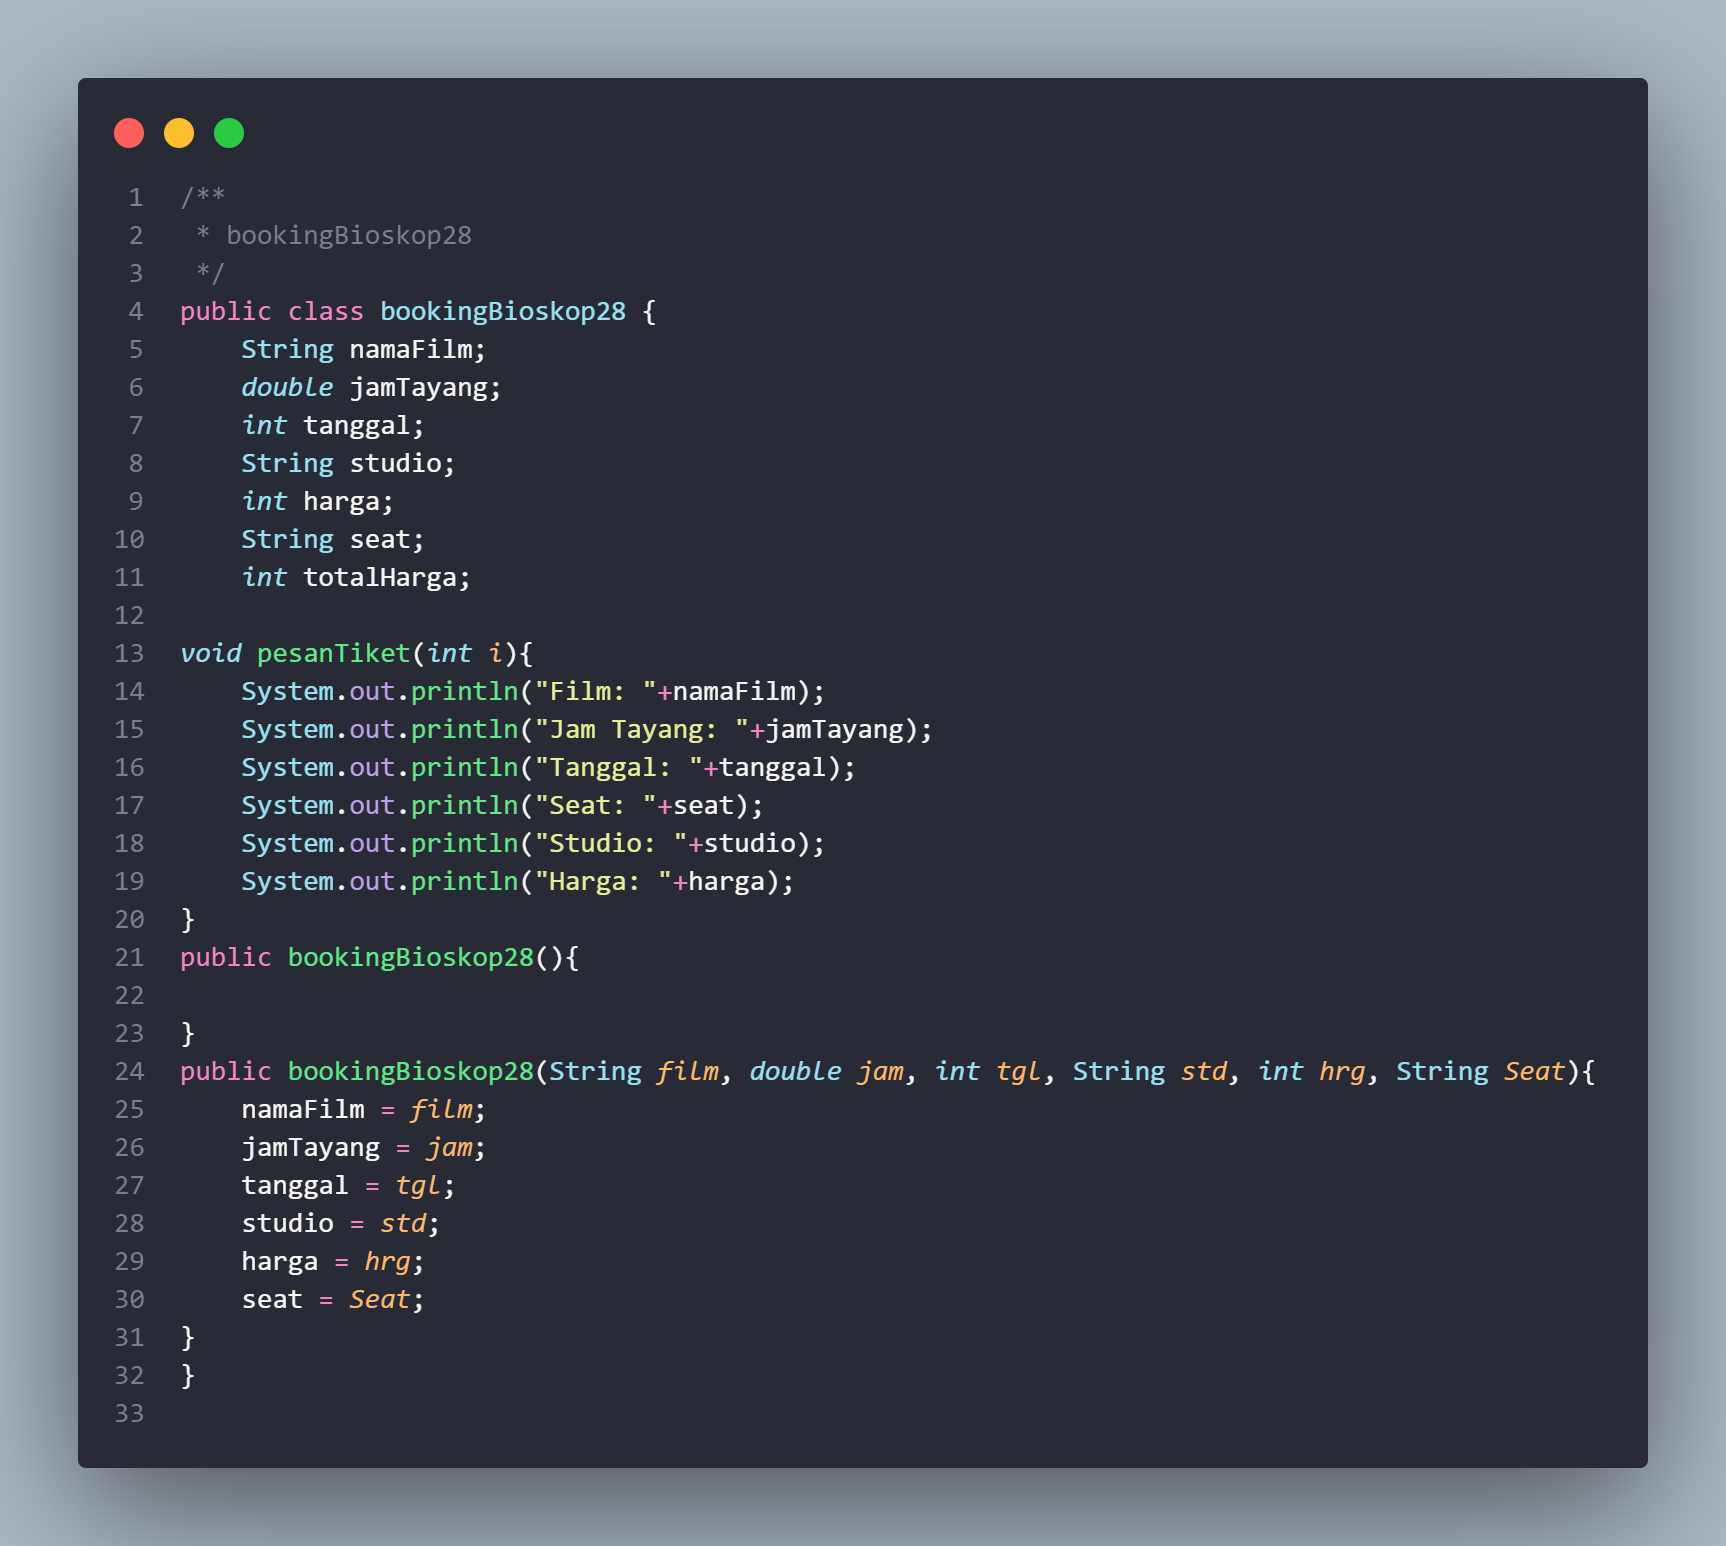 1 /**
2  * bookingBioskop28
3  */
4 public class bookingBioskop28 {
5     String namaFilm;
6     double jamTayang;
7     int tanggal;
8     String studio;
9     int harga;
10     String seat;
11     int totalHarga;
12
13 void pesanTiket(int i){
14     System.out.println("Film: "+namaFilm);
15     System.out.println("Jam Tayang: "+jamTayang);
16     System.out.println("Tanggal: "+tanggal);
17     System.out.println("Seat: "+seat);
18     System.out.println("Studio: "+studio);
19     System.out.println("Harga: "+harga);
20 }
21 public bookingBioskop28(){
22
23 }
24 public bookingBioskop28(String film, double jam, int tgl, String std, int hrg, String Seat){
25     namaFilm = film;
26     jamTayang = jam;
27     tanggal = tgl;
28     studio = std;
29     harga = hrg;
30     seat = Seat;
31 }
32 }
33